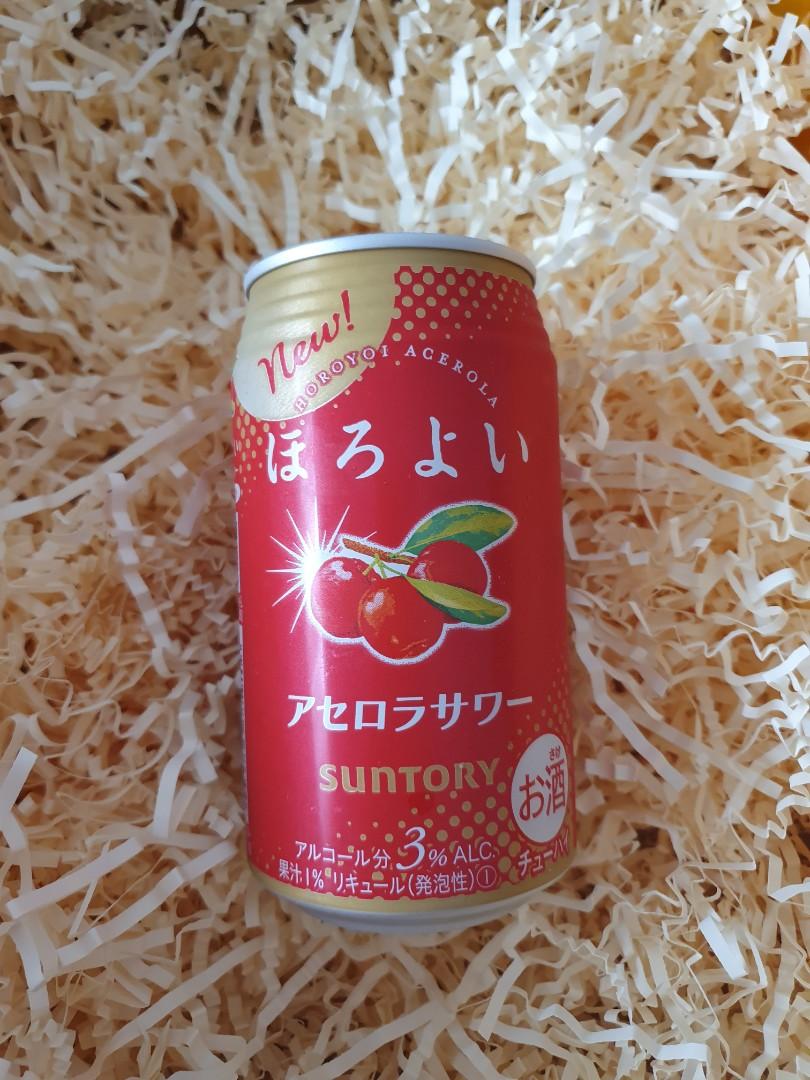 New!
HOROYOI ACEROLA
ほろよい
アセロラサワー
SUNTORY
さけ
お酒
アルコール分 3% ALC.
チューハイ
果汁1% リキュール(発泡性)①